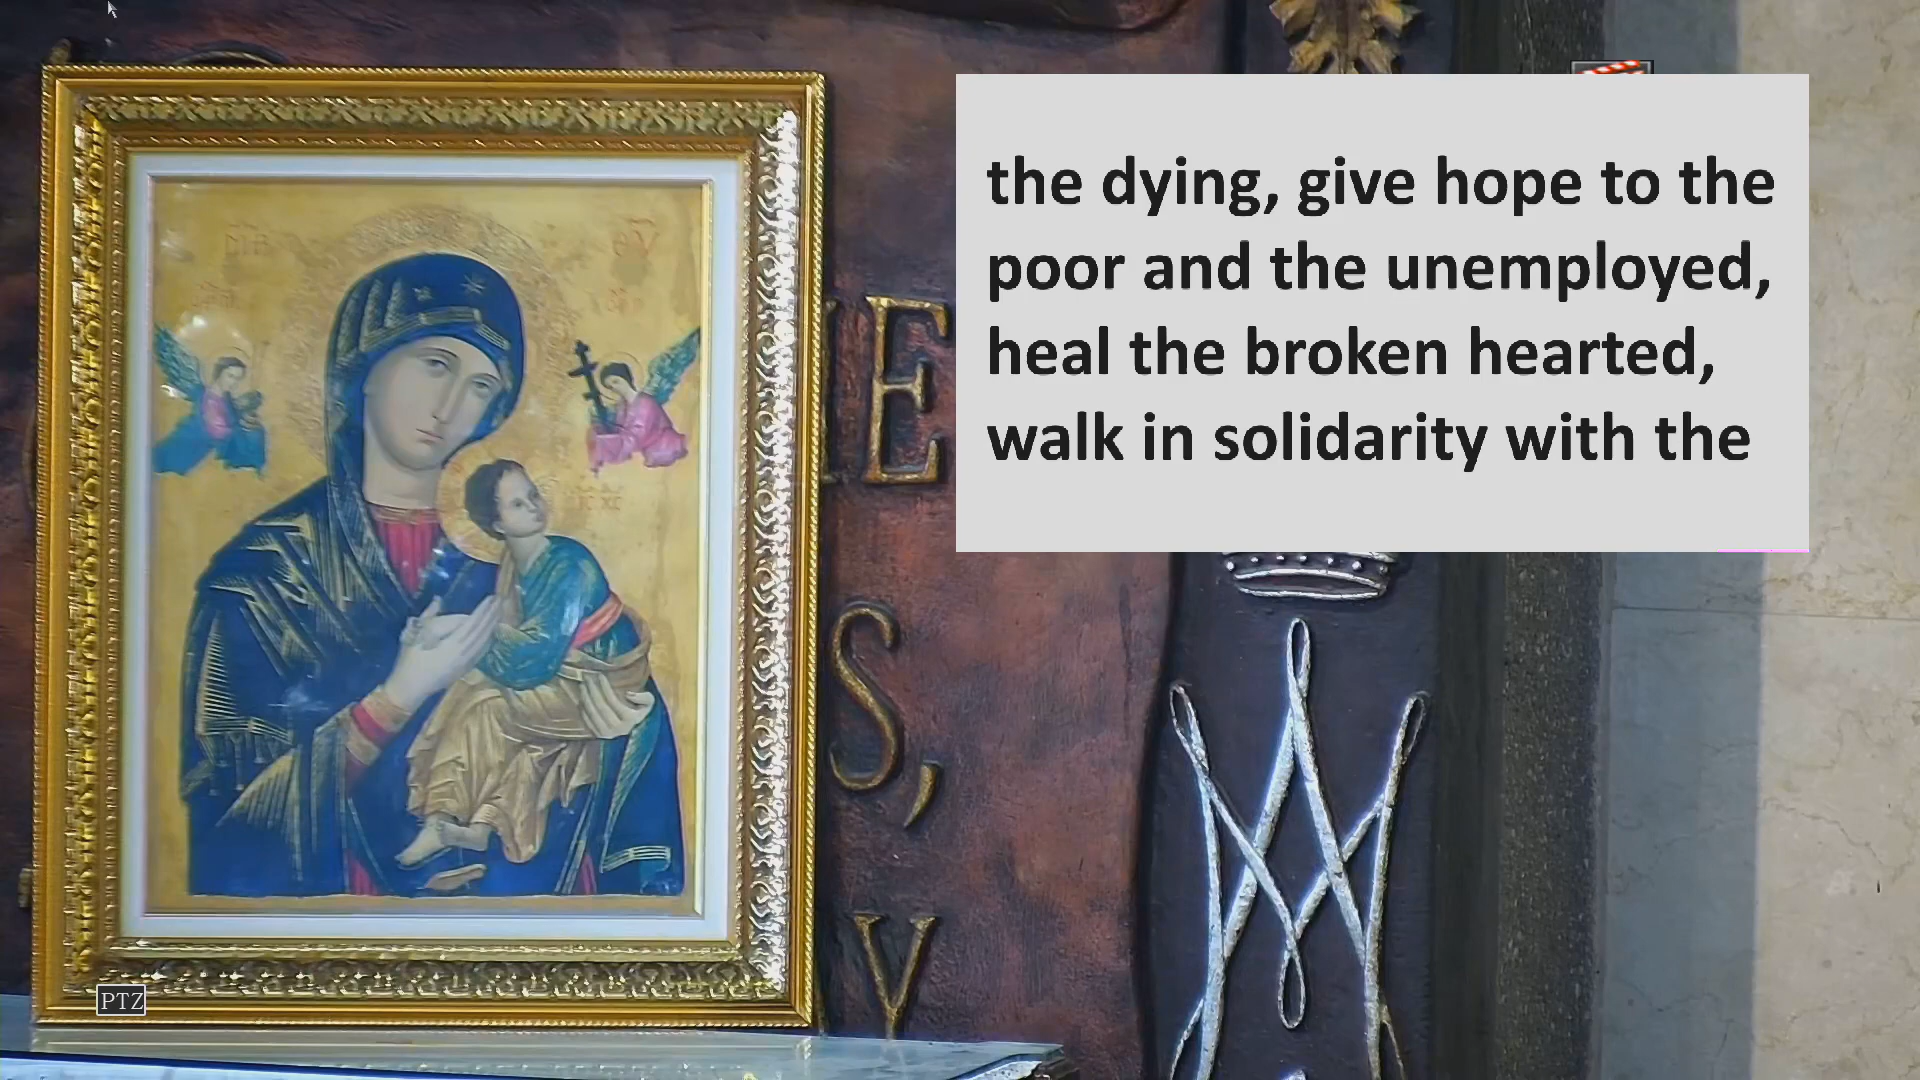 the dying, give hope to the
poor and the unemployed,
heal the broken hearted,
walk in solidarity with the
E
S,
Y
PTZ